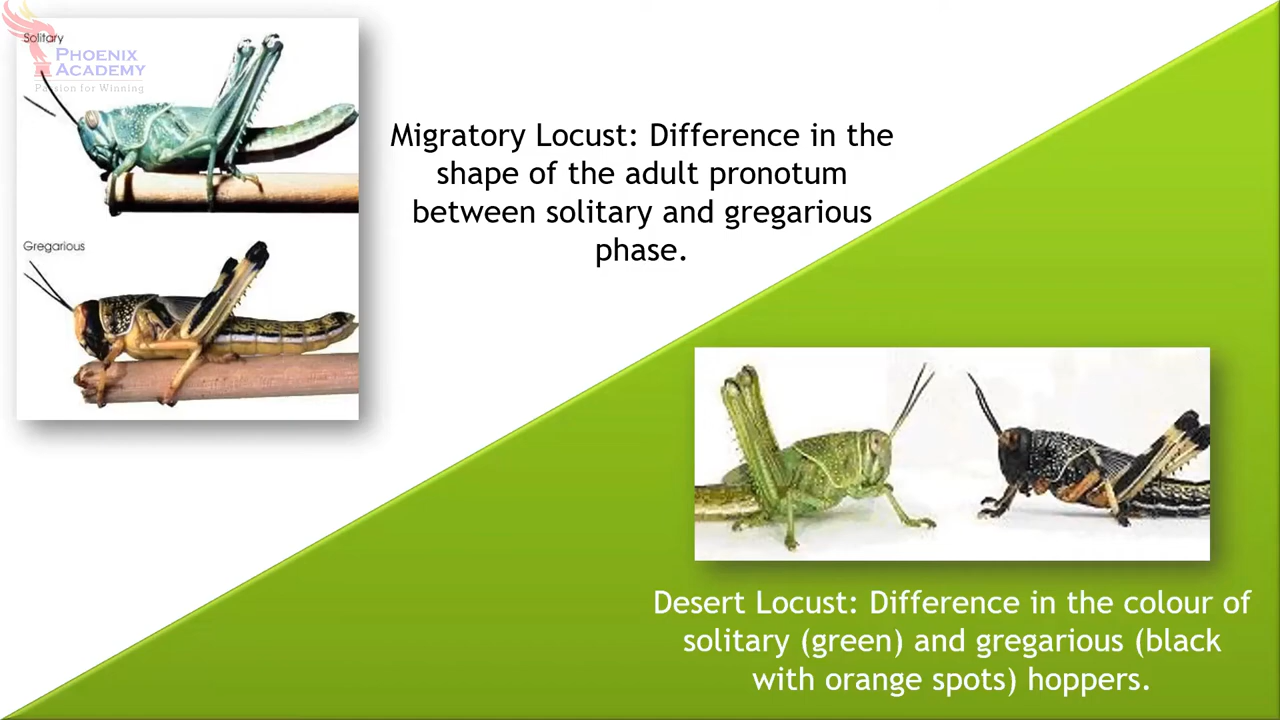 Solitary
PHOENIX
ACADEMY
Passion for Winning
Gregarious
Migratory Locust: Difference in the
shape of the adult pronotum
between solitary and gregarious
phase.
Desert Locust: Difference in the colour of
solitary (green) and gregarious (black
with orange spots) hoppers.